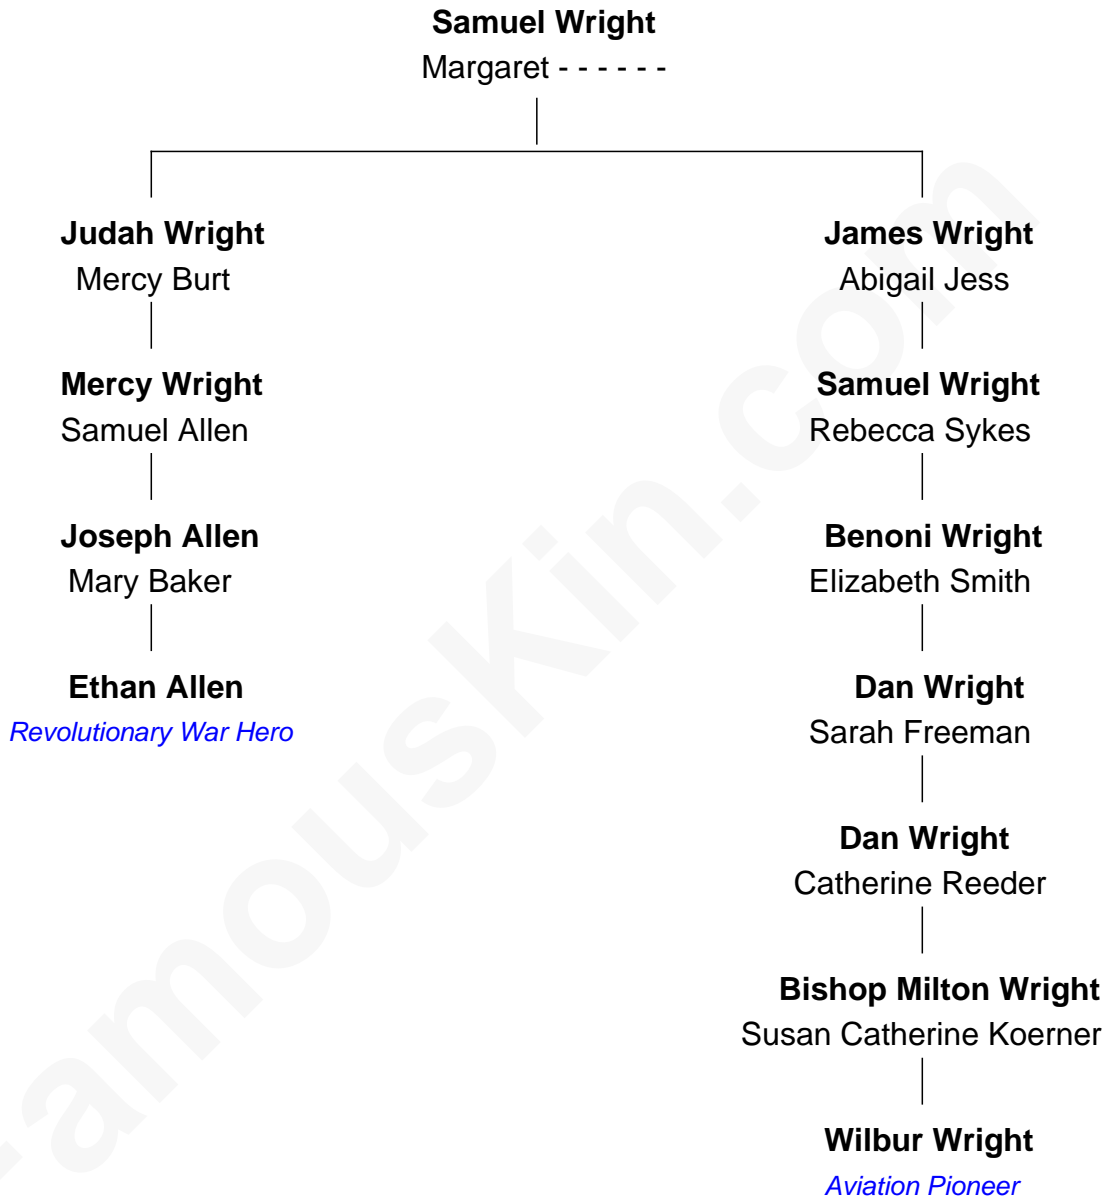 Samuel Wright
Margaret - - - - - -
Judah Wright
Mercy Burt
James Wright
Abigail Jess
Mercy Wright
Samuel Allen
Samuel Wright
Rebecca Sykes
Joseph Allen
Mary Baker
Benoni Wright
Elizabeth Smith
Ethan Allen
Revolutionary War Hero
Dan Wright
Sarah Freeman
Dan Wright
Catherine Reeder
Bishop Milton Wright
Susan Catherine Koerner
Wilbur Wright
Aviation Pioneer
FamousKin.com